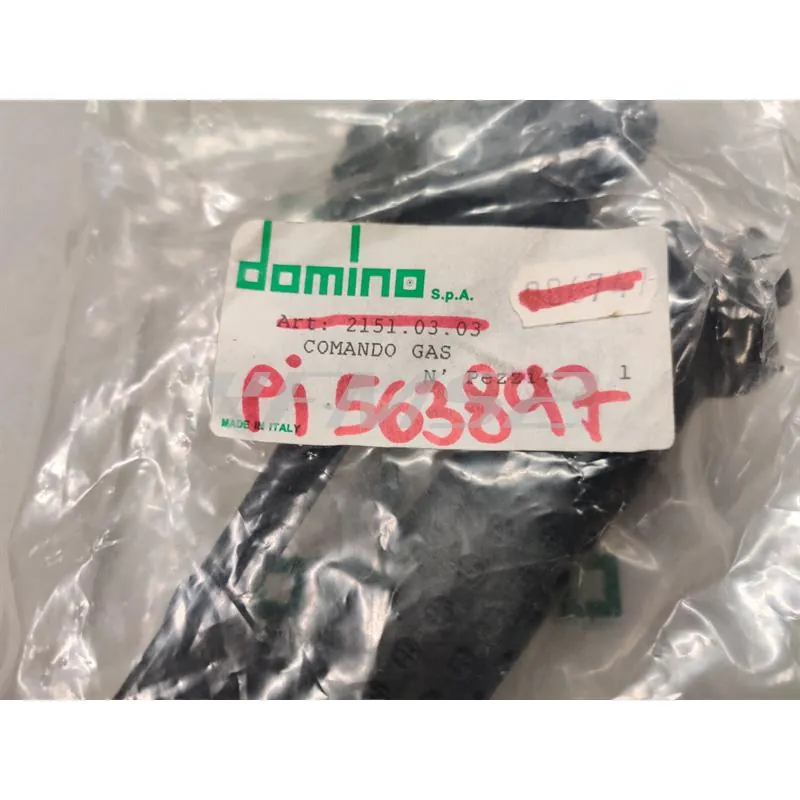 domino S.p.A.
Art: 2151.03.03
COMANDO GAS
N' Pezzi: 1
Pi 563897
MADE IN ITALY